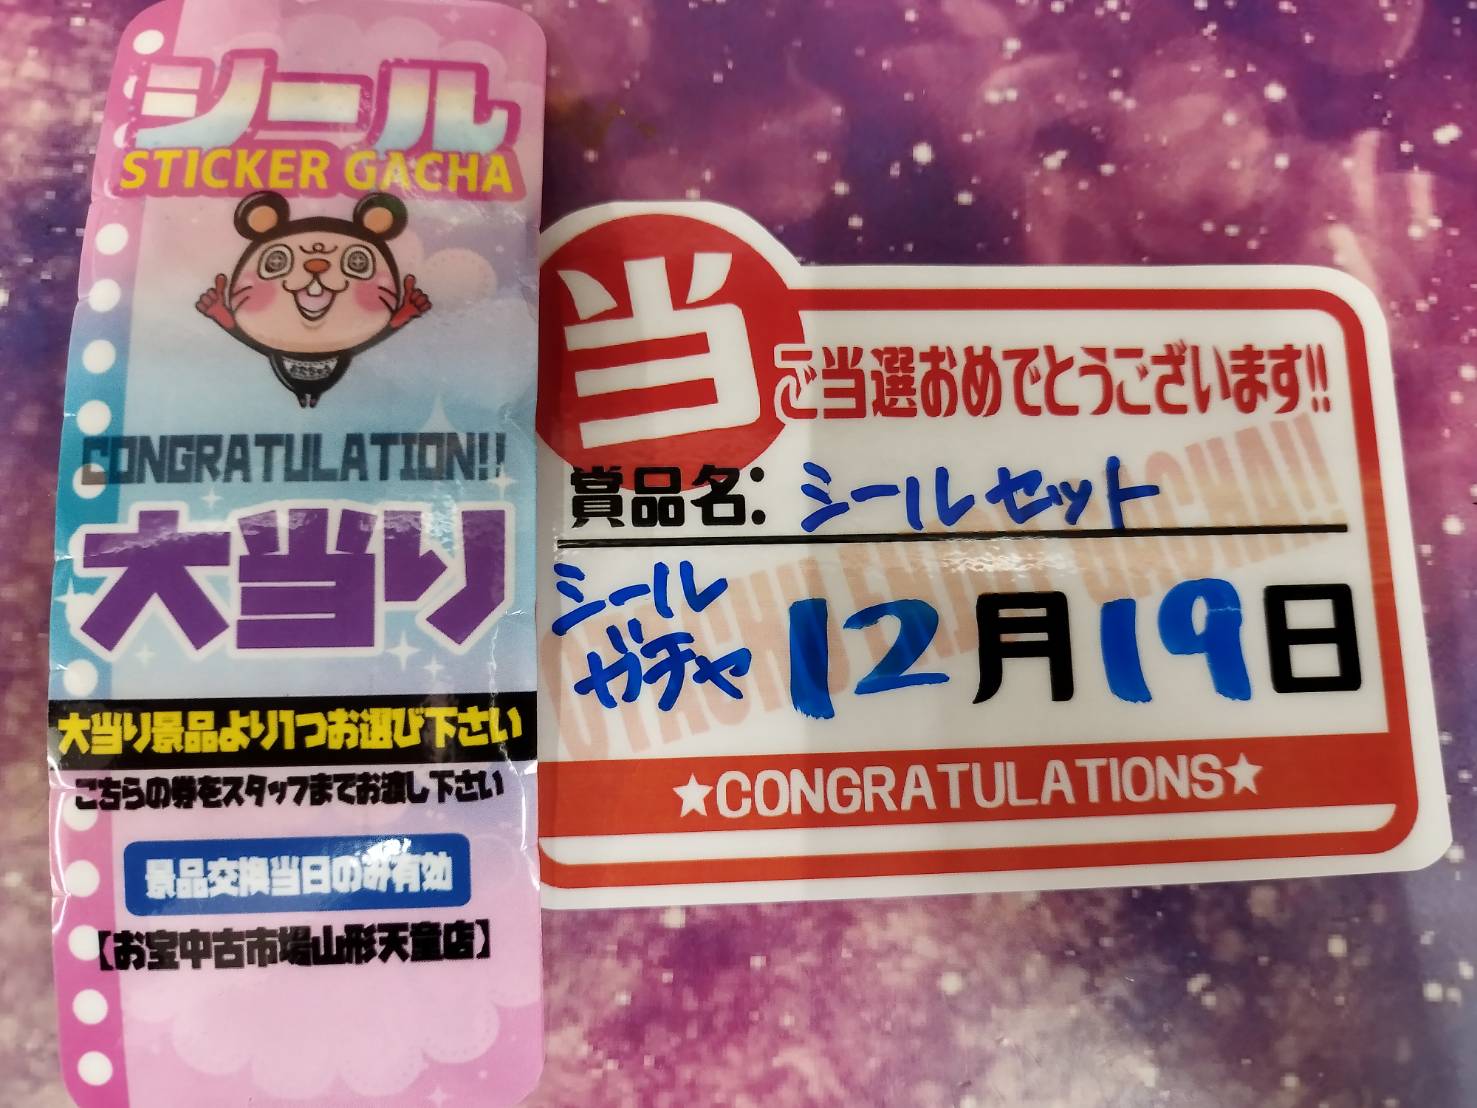 シール
STICKER GACHA
CONGRATULATION!!
大当り
大当り景品より1つお選び下さい
こちらの券をスタッフまでお渡し下さい
景品交換当日のみ有効
【お宝中古市場山形天童店】
当
ご当選おめでとうございます!!
賞品名:シールセット
シール
ガチャ
12月19日
★CONGRATULATIONS★